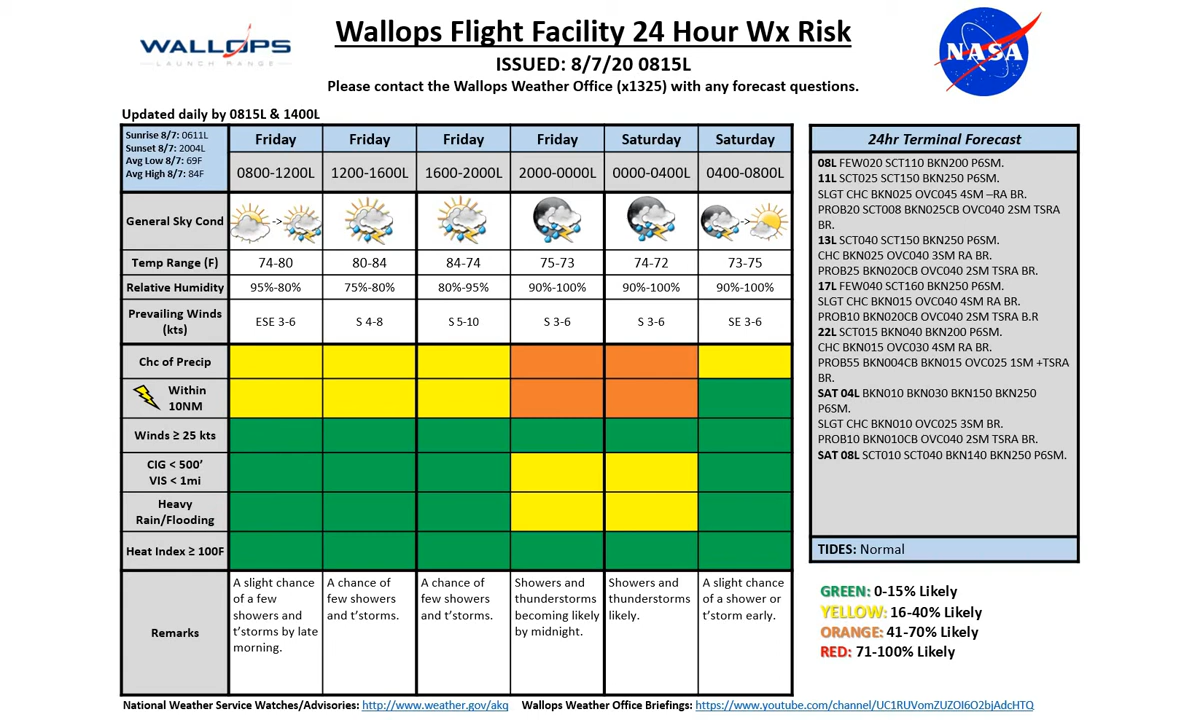 WALLOPS
LAUNCH RANGE
Wallops Flight Facility 24 Hour Wx Risk
ISSUED: 8/7/20 0815L
Please contact the Wallops Weather Office (x1325) with any forecast questions.
NASA
Updated daily by 0815L & 1400L
Sunrise 8/7: 0611L
Sunset 8/7: 2004L
Avg Low 8/7: 69F
Avg High 8/7: 84F
Friday Friday Friday Friday Saturday Saturday
0800-1200L 1200-1600L 1600-2000L 2000-0000L 0000-0400L 0400-0800L
General Sky Cond -> ->
Temp Range (F) 74-80 80-84 84-74 75-73 74-72 73-75
Relative Humidity 95%-80% 75%-80% 80%-95% 90%-100% 90%-100% 90%-100%
Prevailing Winds
(kts) ESE 3-6 S 4-8 S 5-10 S 3-6 S 3-6 SE 3-6
Chc of Precip
Within
10NM
Winds ≥ 25 kts
CIG < 500’
VIS < 1mi
Heavy
Rain/Flooding
Heat Index ≥ 100F
Remarks
A slight chance
of a few
showers and
t’storms by late
morning.
A chance of
few showers
and t’storms.
A chance of
few showers
and t’storms.
Showers and
thunderstorms
becoming likely
by midnight.
Showers and
thunderstorms
likely.
A slight chance
of a shower or
t’storm early.
24hr Terminal Forecast
08L FEW020 SCT110 BKN200 P6SM.
11L SCT025 SCT150 BKN250 P6SM.
SLGT CHC BKN025 OVC045 4SM –RA BR.
PROB20 SCT008 BKN025CB OVC040 2SM TSRA
BR.
13L SCT040 SCT150 BKN250 P6SM.
CHC BKN025 OVC040 3SM RA BR.
PROB25 BKN020CB OVC040 2SM TSRA BR.
17L FEW040 SCT160 BKN250 P6SM.
SLGT CHC BKN015 OVC045 4SM RA BR.
PROB10 BKN020CB OVC040 2SM TSRA B.R
22L SCT015 BKN040 BKN200 P6SM.
CHC BKN015 OVC030 4SM RA BR.
PROB55 BKN004CB BKN015 OVC025 1SM +TSRA
BR.
SAT 04L BKN010 BKN030 BKN150 BKN250
P6SM.
SLGT CHC BKN010 OVC025 3SM BR.
PROB10 BKN010CB OVC040 2SM TSRA BR.
SAT 08L SCT010 SCT040 BKN140 BKN250 P6SM.
TIDES: Normal
GREEN: 0-15% Likely
YELLOW: 16-40% Likely
ORANGE: 41-70% Likely
RED: 71-100% Likely
National Weather Service Watches/Advisories: http://www.weather.gov/akq Wallops Weather Office Briefings: https://www.youtube.com/channel/UC1RUVomZUZOI6O2bjAdcHTQ